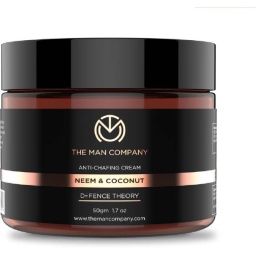 THE MAN COMPANY
ANTI-CHAFING CREAM
NEEM & COCONUT
D-FENCE THEORY
50gm 1.7 oz
www.themancompany.com